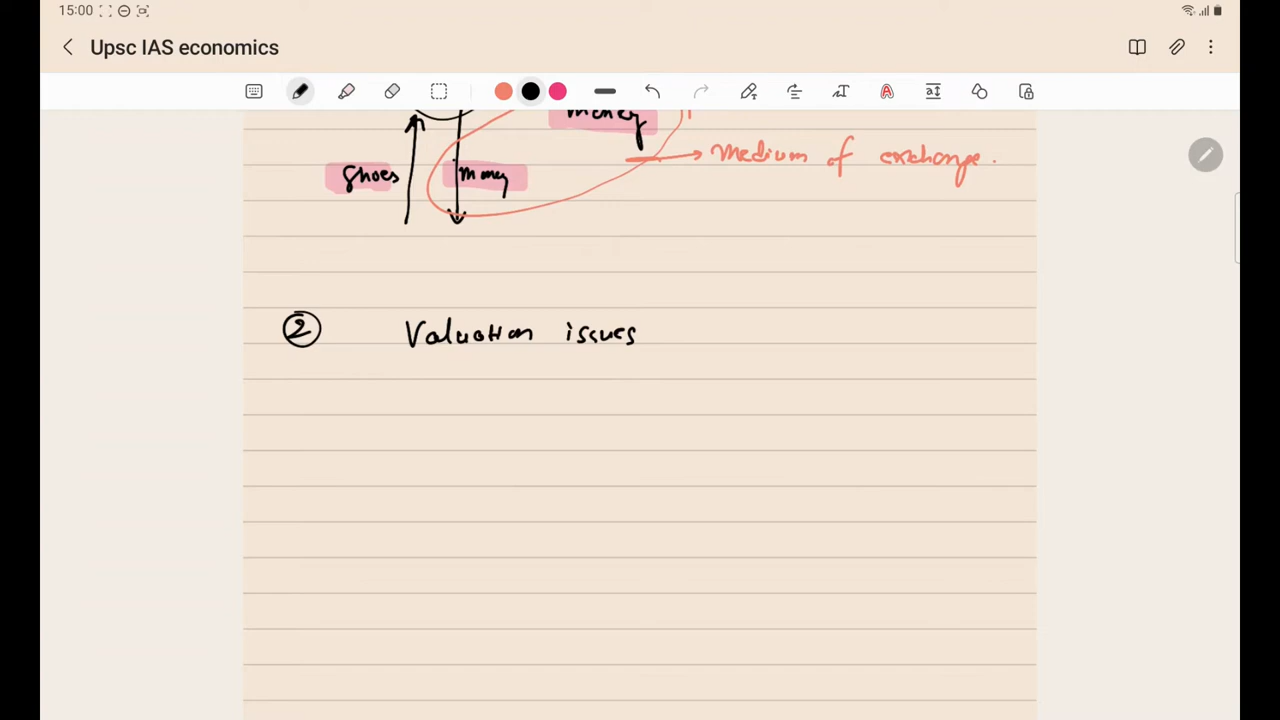 15:00
Upsc IAS economics
money
Medium of exchange.
Shoes money
2 Valuation issues